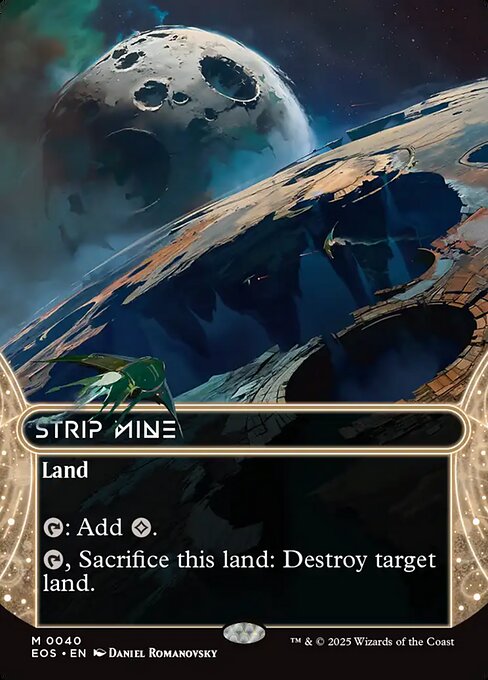 STRIP MINE
Land
: Add .
, Sacrifice this land: Destroy target
land.
M 0040
EOS • EN Daniel Romanovsky
™ & © 2025 Wizards of the Coast